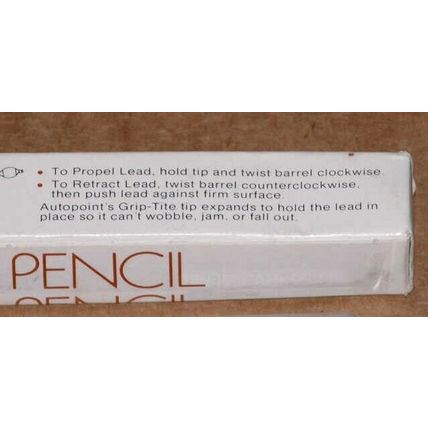 • To Propel Lead, hold tip and twist barrel clockwise.
• To Retract Lead, twist barrel counterclockwise,
then push lead against firm surface.
Autopoint's Grip-Tite tip expands to hold the lead in
place so it can't wobble, jam, or fall out.
PENCIL
PENCIL